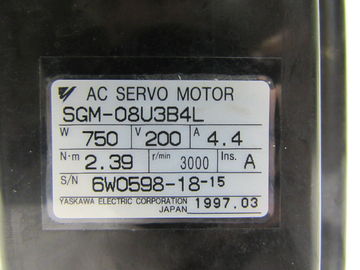 AC SERVO MOTOR
SGM-08U3B4L
W 750 V 200 A 4.4
N·m 2.39 r/min 3000 Ins. A
S/N 6W0598-18-15
YASKAWA ELECTRIC CORPORATION 1997.03
JAPAN